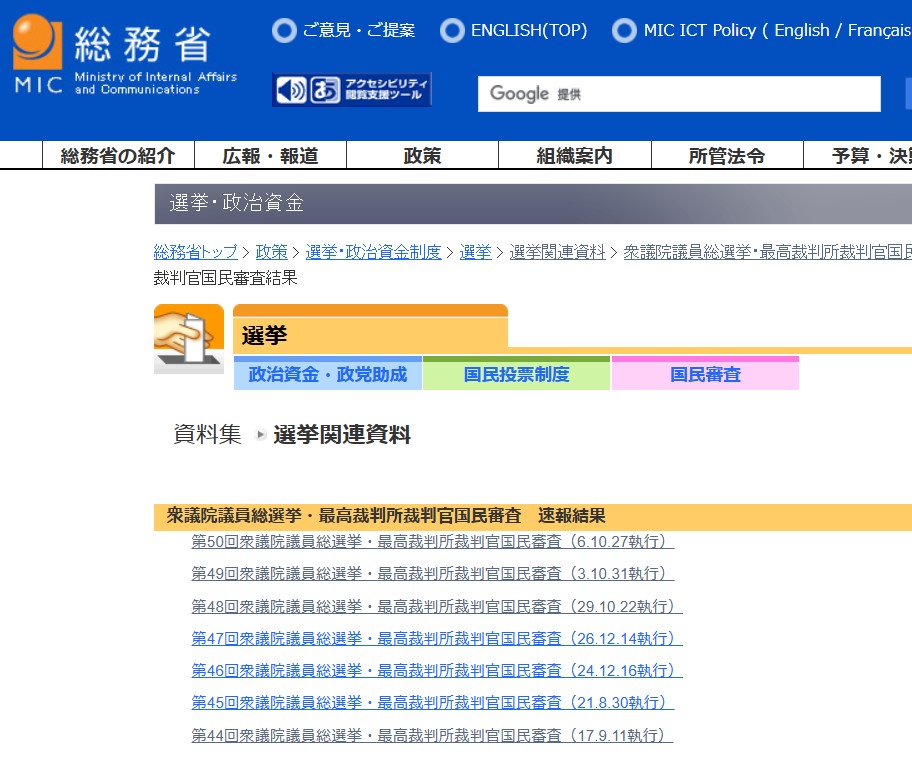 総務省
MIC
Ministry of Internal Affairs
and Communications
ご意見・ご提案
ENGLISH(TOP)
MIC ICT Policy ( English / Français
あ
アクセシビリティ
閲覧支援ツール
Google 提供
総務省の紹介
広報・報道
政策
組織案内
所管法令
予算・決
選挙・政治資金
総務省トップ > 政策 > 選挙・政治資金制度 > 選挙 > 選挙関連資料 > 衆議院議員総選挙・最高裁判所裁判官国民
裁判官国民審査結果
選挙
政治資金・政党助成
国民投票制度
国民審査
資料集 選挙関連資料
衆議院議員総選挙・最高裁判所裁判官国民審査 速報結果
第50回衆議院議員総選挙・最高裁判所裁判官国民審査（6.10.27執行）
第49回衆議院議員総選挙・最高裁判所裁判官国民審査（3.10.31執行）
第48回衆議院議員総選挙・最高裁判所裁判官国民審査（29.10.22執行）
第47回衆議院議員総選挙・最高裁判所裁判官国民審査（26.12.14執行）
第46回衆議院議員総選挙・最高裁判所裁判官国民審査（24.12.16執行）
第45回衆議院議員総選挙・最高裁判所裁判官国民審査（21.8.30執行）
第44回衆議院議員総選挙・最高裁判所裁判官国民審査（17.9.11執行）